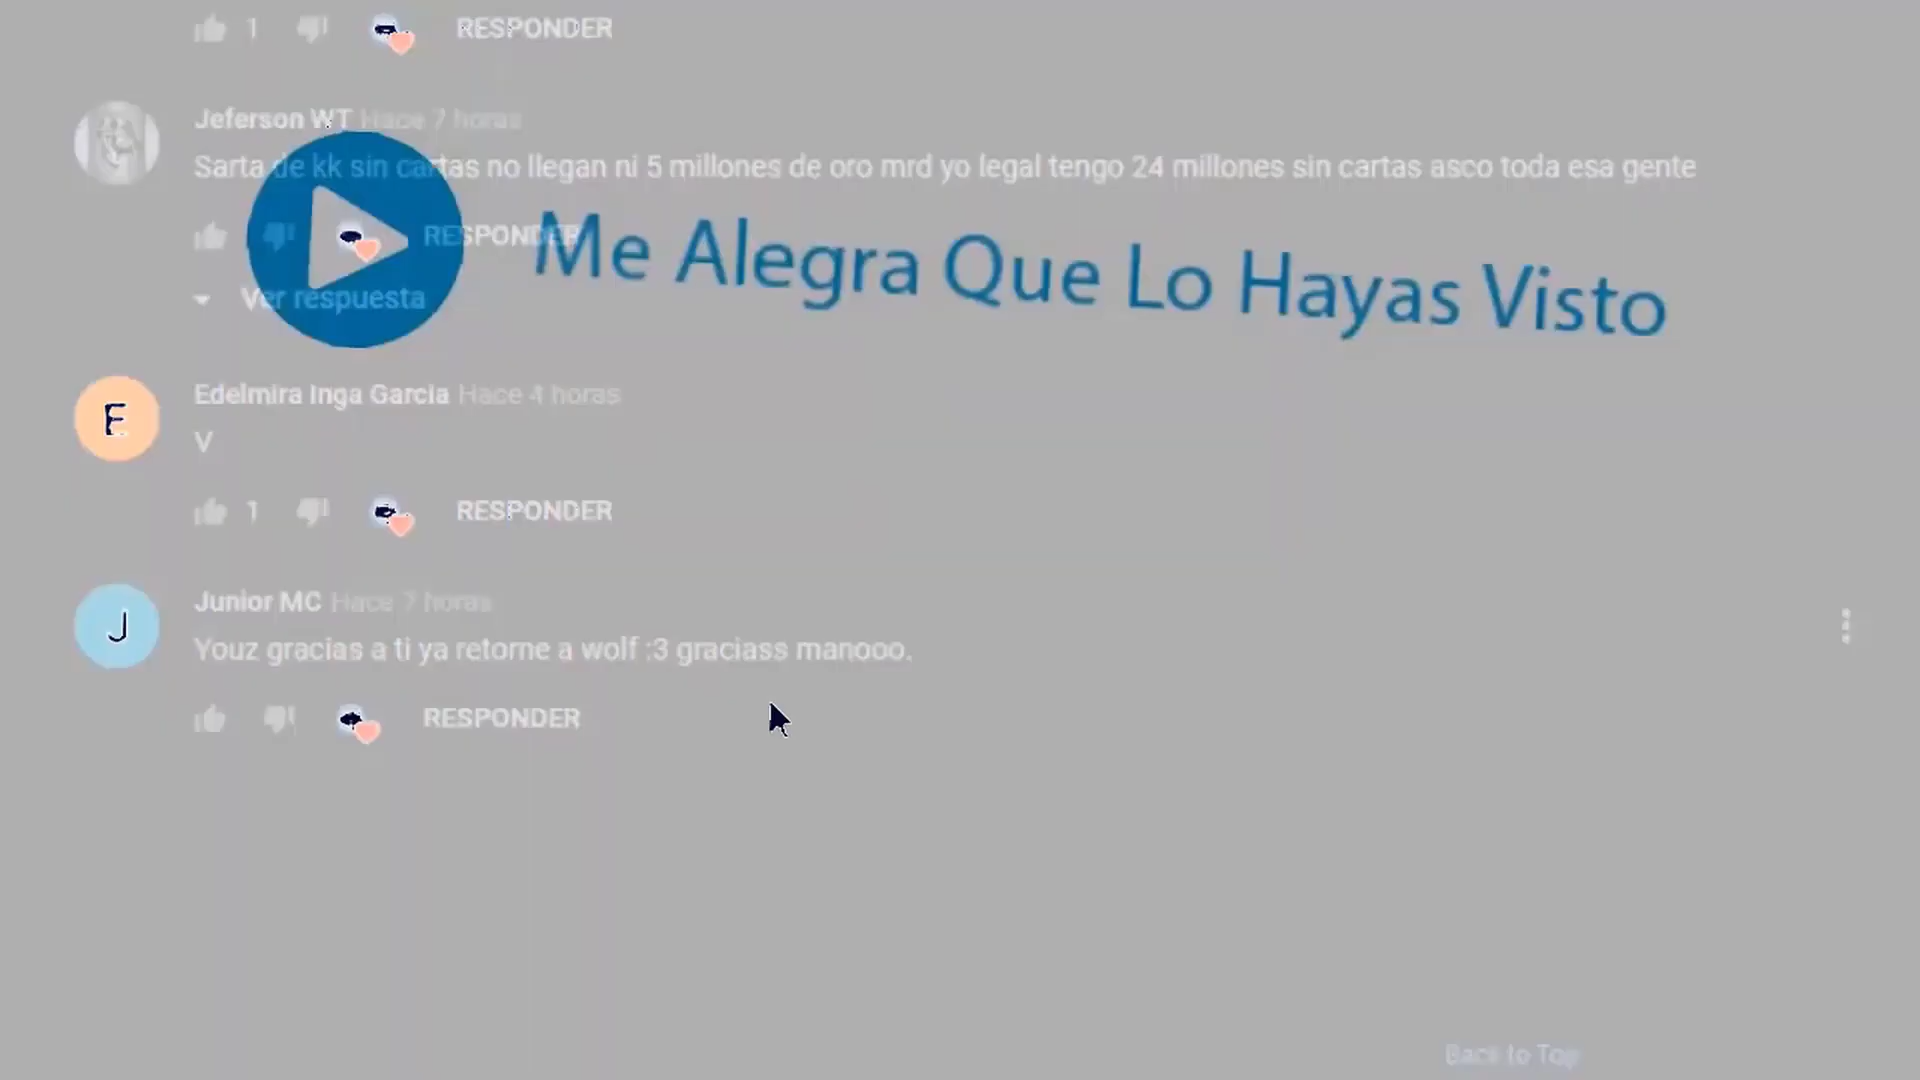 1 RESPONDER
Jeferson WT Hace 7 horas
Sarta de kk sin cartas no llegan ni 5 millones de oro mrd yo legal tengo 24 millones sin cartas asco toda esa gente
RESPONDER
Me Alegra Que Lo Hayas Visto
Ver respuesta
E
Edelmira Inga Garcia Hace 4 horas
V
1 RESPONDER
J
Junior MC Hace 7 horas
Youz gracias a ti ya retorne a wolf :3 graciass manooo.
RESPONDER
Back to Top